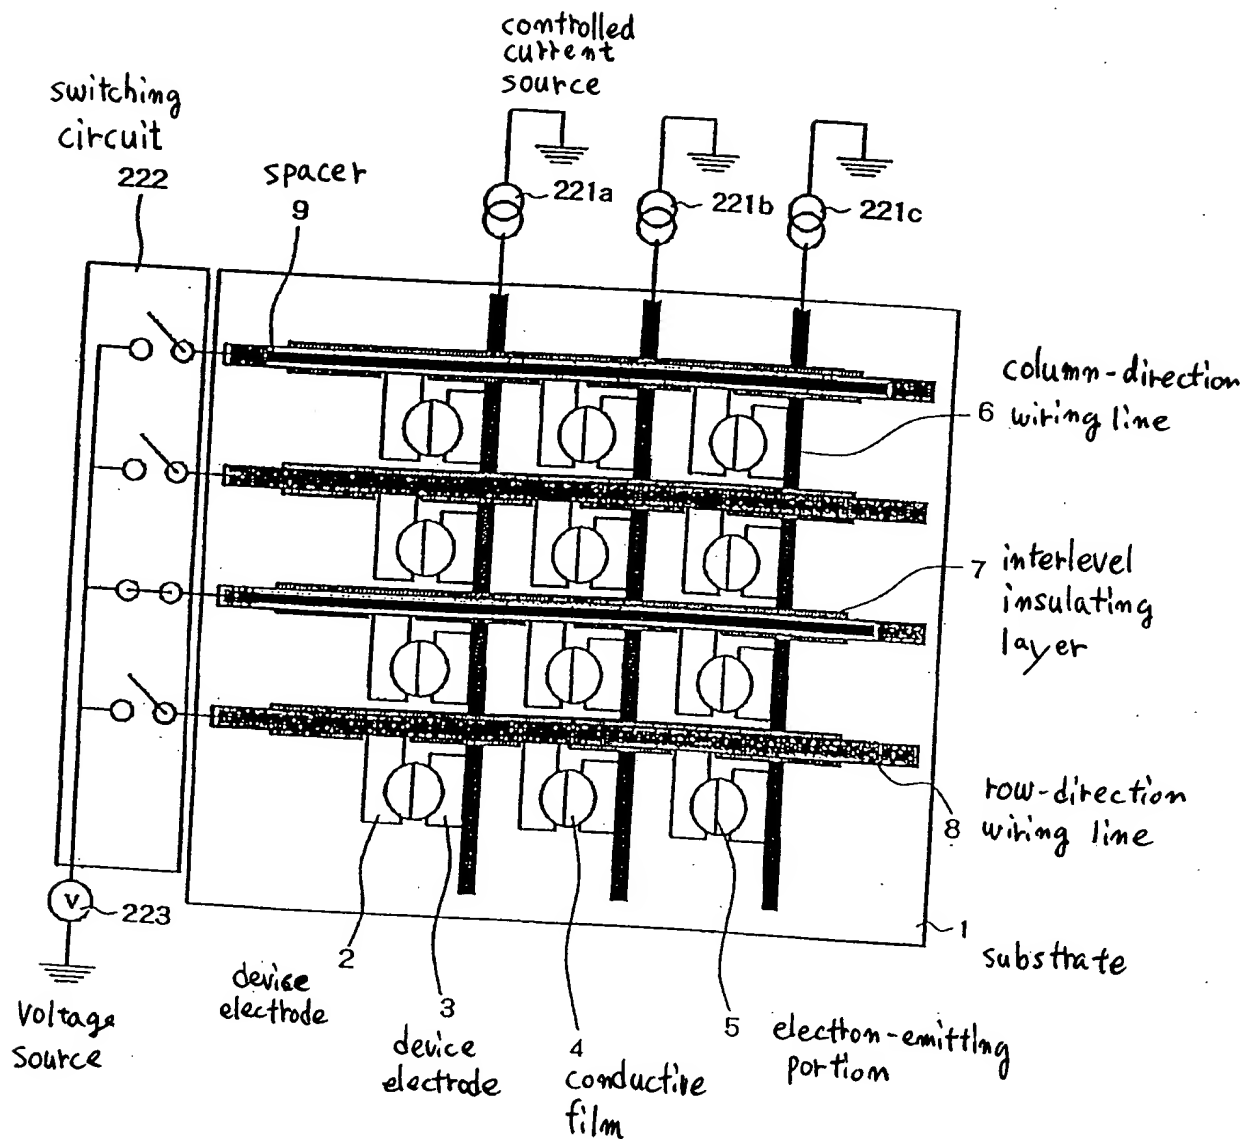 controlled
current
source
switching
circuit
222
spacer
9
221a
221b
221c
column-direction
6 wiring line
7 interlevel
insulating
layer
row-direction
8 wiring line
1
substrate
V
223
voltage
source
2
device
electrode
3
device
electrode
4
conductive
film
5
electron-emitting
portion